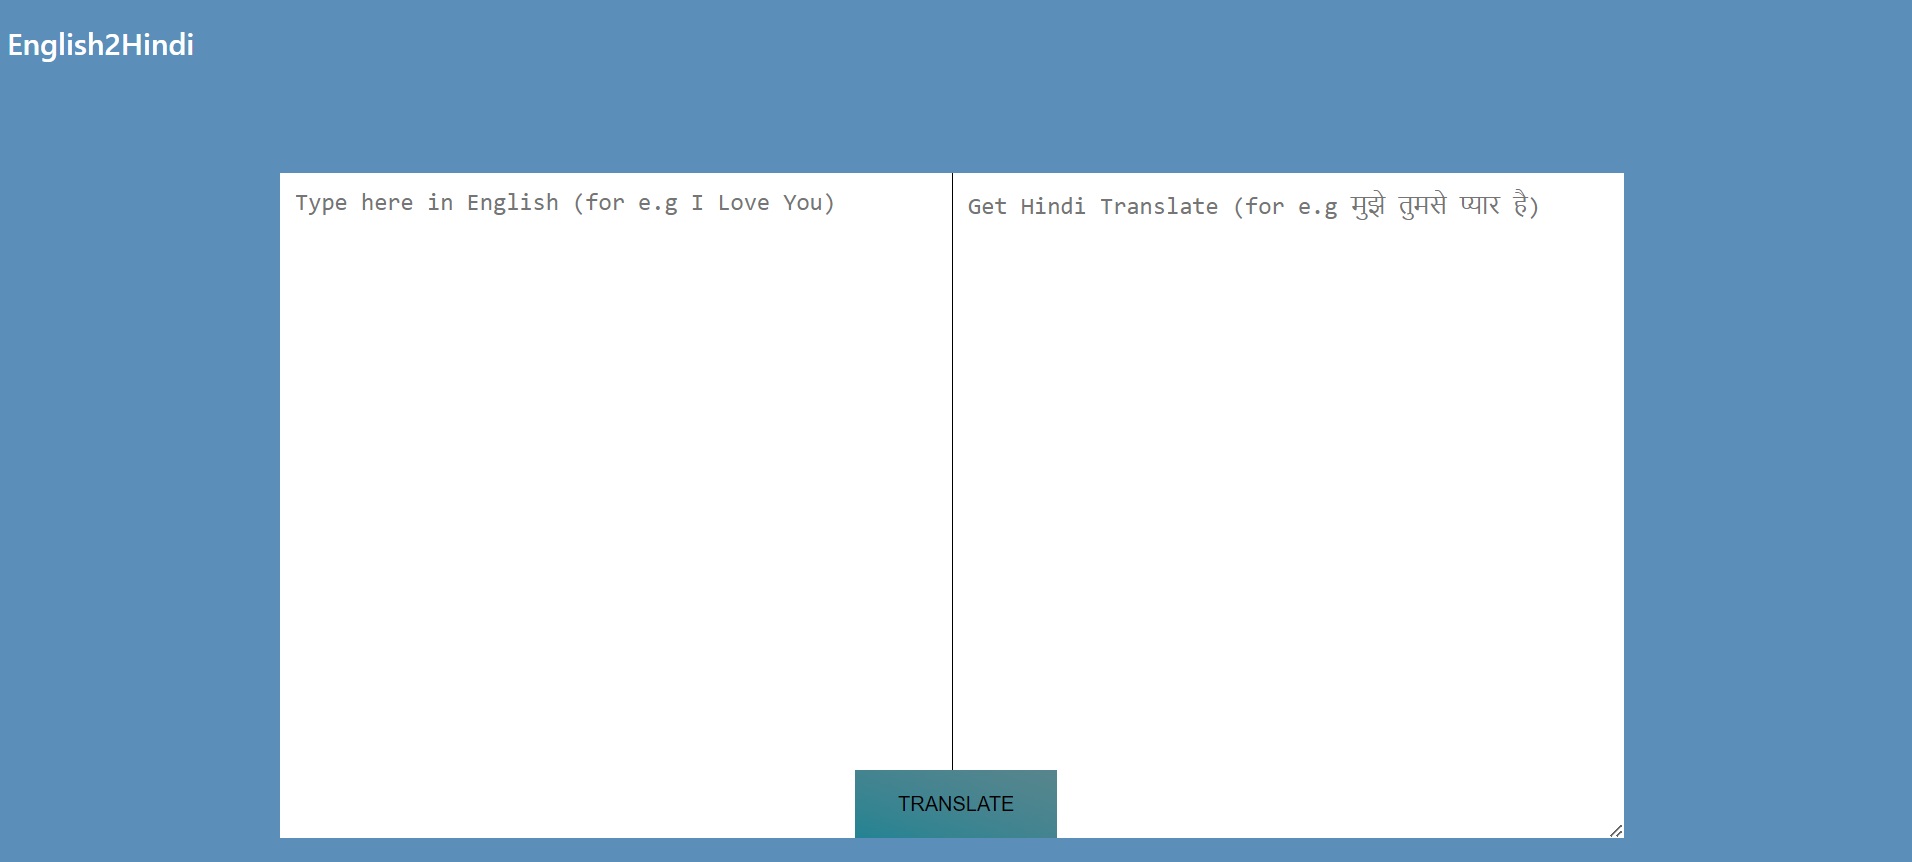 English2Hindi
Type here in English (for e.g I Love You)
Get Hindi Translate (for e.g मुझे तुमसे प्यार है)
TRANSLATE